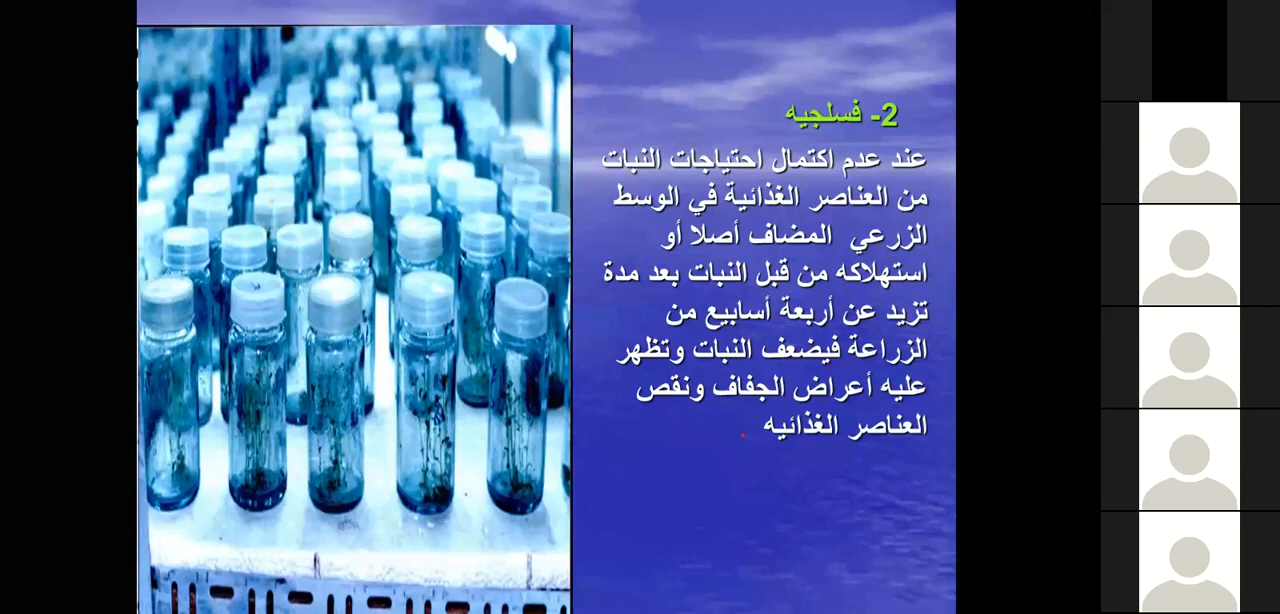 2- فسلجيه
عند عدم اكتمال احتياجات النبات
من العناصر الغذائية في الوسط
الزرعي المضاف أصلا أو
استهلاكه من قبل النبات بعد مدة
تزيد عن أربعة أسابيع من
الزراعة فيضعف النبات وتظهر
عليه أعراض الجفاف ونقص
العناصر الغذائيه